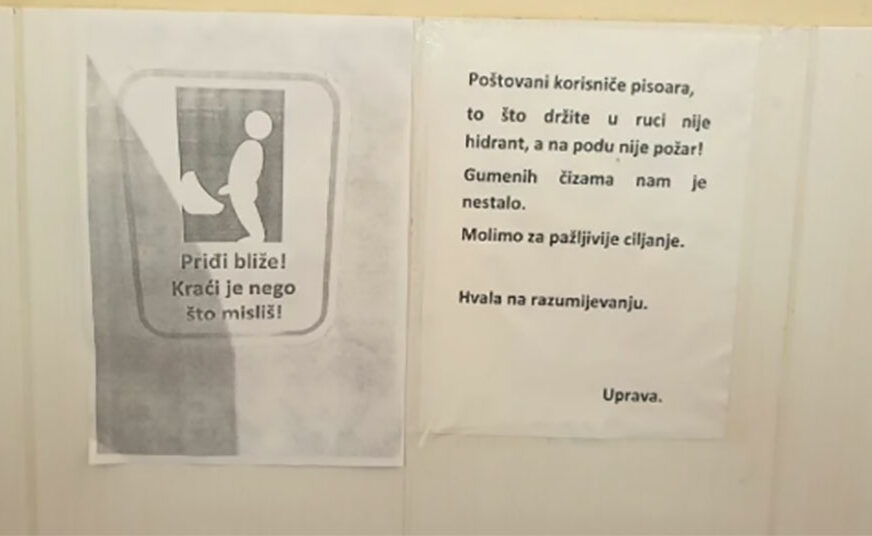 Priđi bliže!
Kraći je nego
što misliš!
Poštovani korisniče pisoara,
to što držite u ruci nije
hidrant, a na podu nije požar!
Gumenih čizama nam je
nestalo.
Molimo za pažljivije ciljanje.
Hvala na razumijevanju.
Uprava.